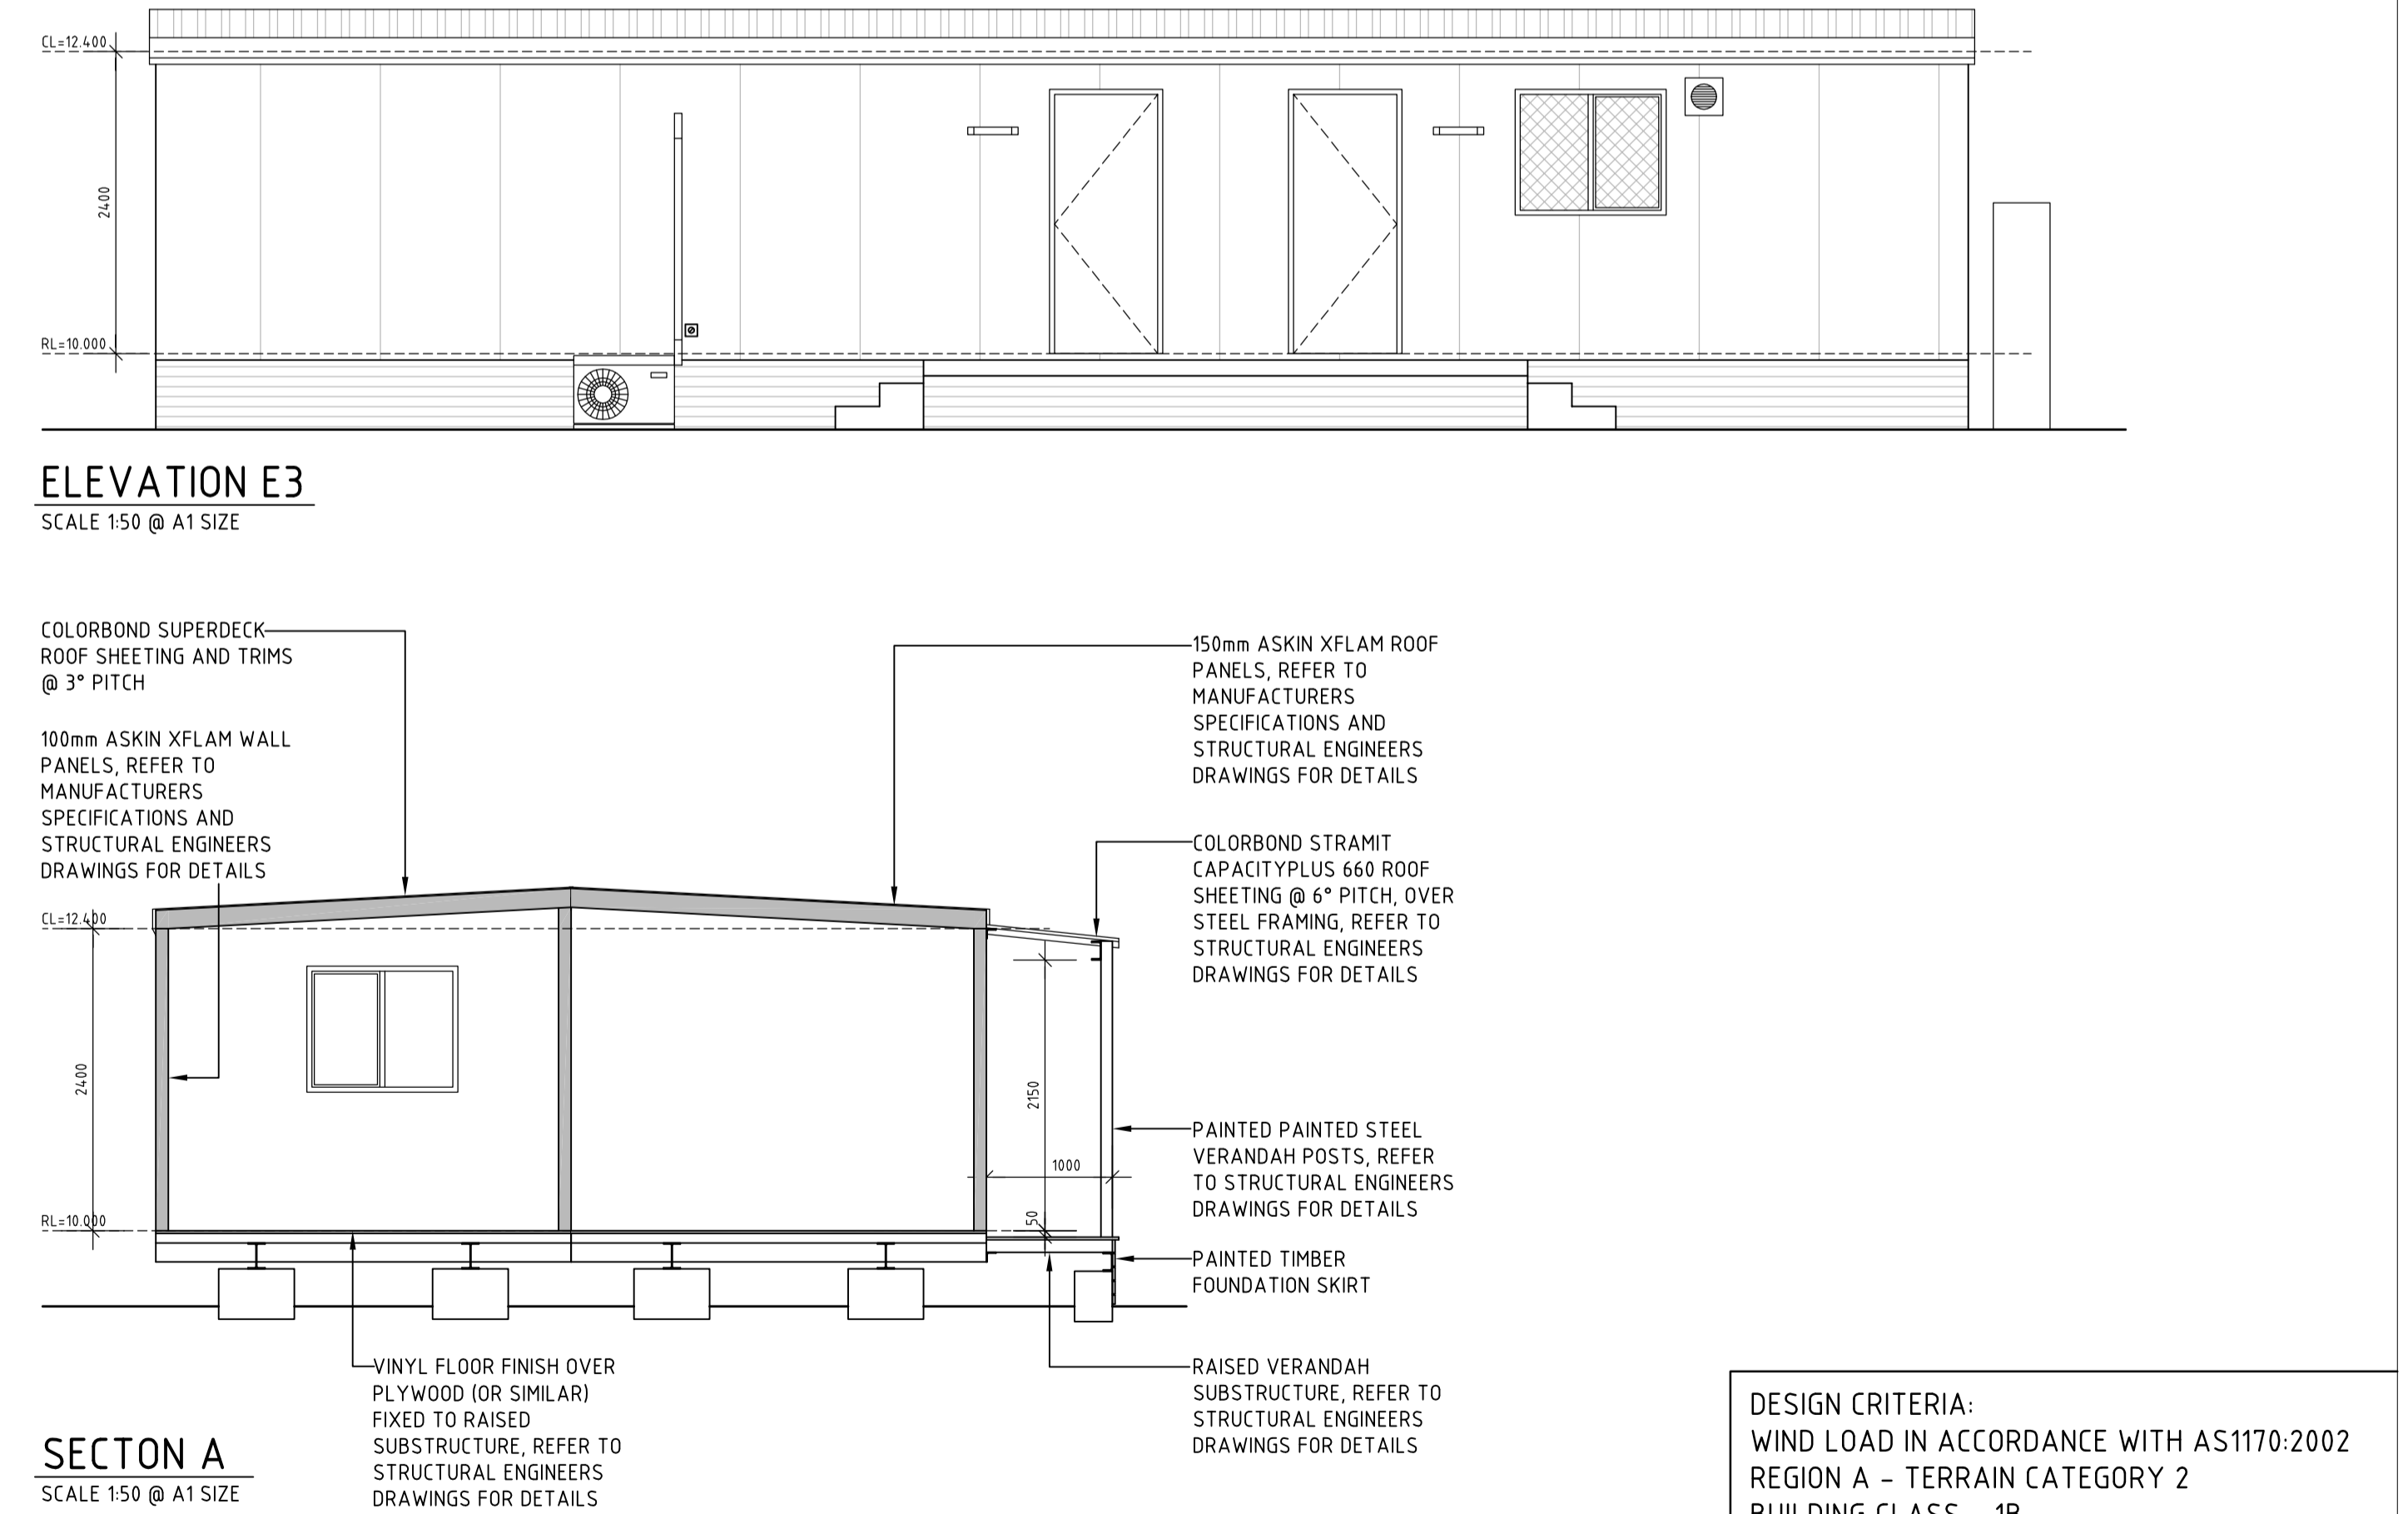 CL=12.400
2400
RL=10.000
ELEVATION E3
SCALE 1:50 @ A1 SIZE
COLORBOND SUPERDECK
ROOF SHEETING AND TRIMS
@ 3° PITCH
100mm ASKIN XFLAM WALL
PANELS, REFER TO
MANUFACTURERS
SPECIFICATIONS AND
STRUCTURAL ENGINEERS
DRAWINGS FOR DETAILS
150mm ASKIN XFLAM ROOF
PANELS, REFER TO
MANUFACTURERS
SPECIFICATIONS AND
STRUCTURAL ENGINEERS
DRAWINGS FOR DETAILS
COLORBOND STRAMIT
CAPACITYPLUS 660 ROOF
SHEETING @ 6° PITCH, OVER
STEEL FRAMING, REFER TO
STRUCTURAL ENGINEERS
DRAWINGS FOR DETAILS
CL=12.400
2400
RL=10.000
2150
1000
50
PAINTED PAINTED STEEL
VERANDAH POSTS, REFER
TO STRUCTURAL ENGINEERS
DRAWINGS FOR DETAILS
PAINTED TIMBER
FOUNDATION SKIRT
VINYL FLOOR FINISH OVER
PLYWOOD (OR SIMILAR)
FIXED TO RAISED
SUBSTRUCTURE, REFER TO
STRUCTURAL ENGINEERS
DRAWINGS FOR DETAILS
RAISED VERANDAH
SUBSTRUCTURE, REFER TO
STRUCTURAL ENGINEERS
DRAWINGS FOR DETAILS
SECTON A
SCALE 1:50 @ A1 SIZE
DESIGN CRITERIA:
WIND LOAD IN ACCORDANCE WITH AS1170:2002
REGION A - TERRAIN CATEGORY 2
BUILDING CLASS - 1B